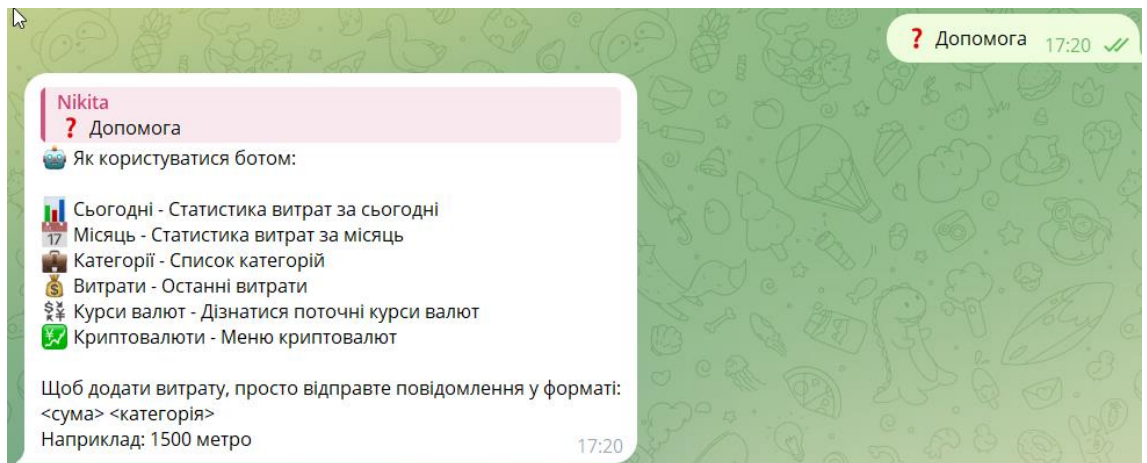 ❓ Допомога 17:20
Nikita
❓ Допомога
🤖 Як користуватися ботом:
📊 Сьогодні - Статистика витрат за сьогодні
📅 Місяць - Статистика витрат за місяць
💼 Категорії - Список категорій
💰 Витрати - Останні витрати
💱 Курси валют - Дізнатися поточні курси валют
💹 Криптовалюти - Меню криптовалют
Щоб додати витрату, просто відправте повідомлення у форматі:
<сума> <категорія>
Наприклад: 1500 метро
17:20